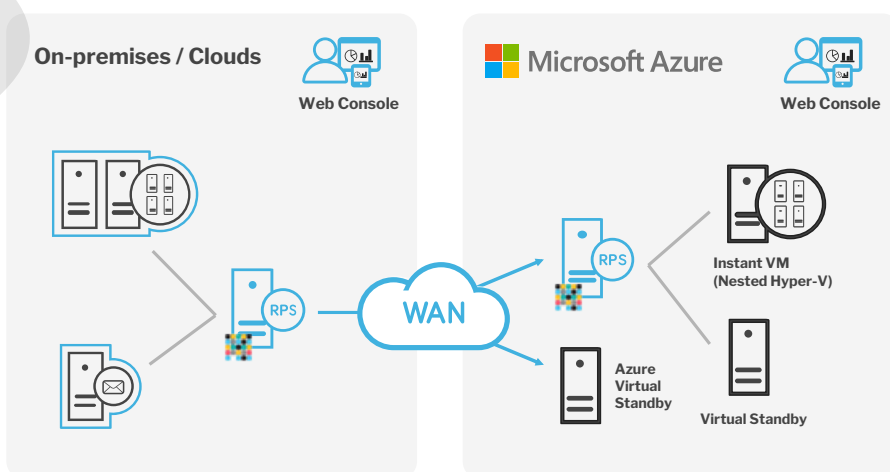 On-premises / Clouds
Web Console
Microsoft Azure
Web Console
RPS
WAN
RPS
Instant VM
(Nested Hyper-V)
Azure
Virtual
Standby
Virtual Standby